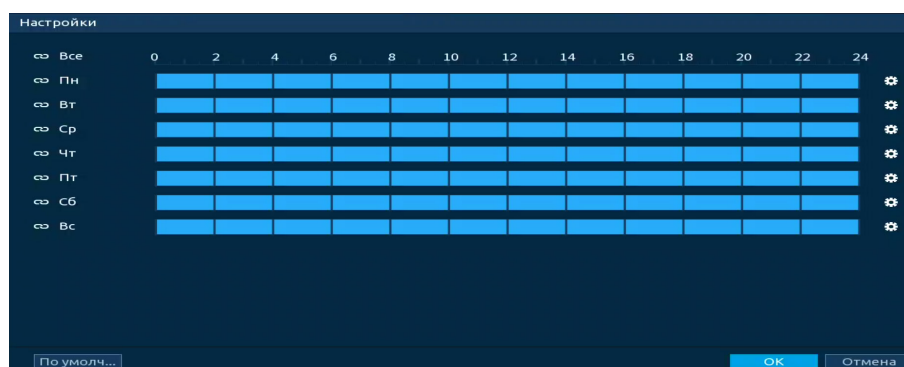 Настройки
Все 0 2 4 6 8 10 12 14 16 18 20 22 24
Пн
Вт
Ср
Чт
Пт
Сб
Вс
По умолч... OK Отмена